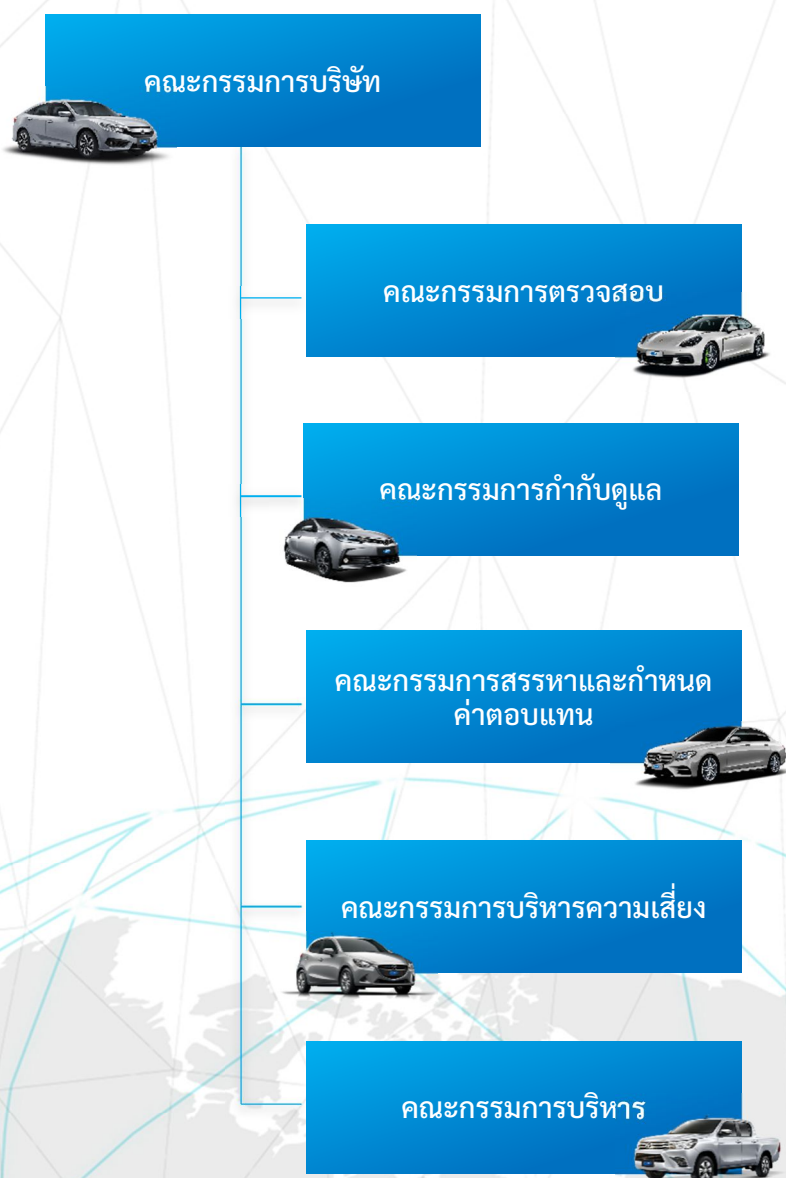 คณะกรรมการบริษัท
คณะกรรมการตรวจสอบ
คณะกรรมการกำกับดูแล
คณะกรรมการสรรหาและกำหนด
ค่าตอบแทน
คณะกรรมการบริหารความเสี่ยง
คณะกรรมการบริหาร